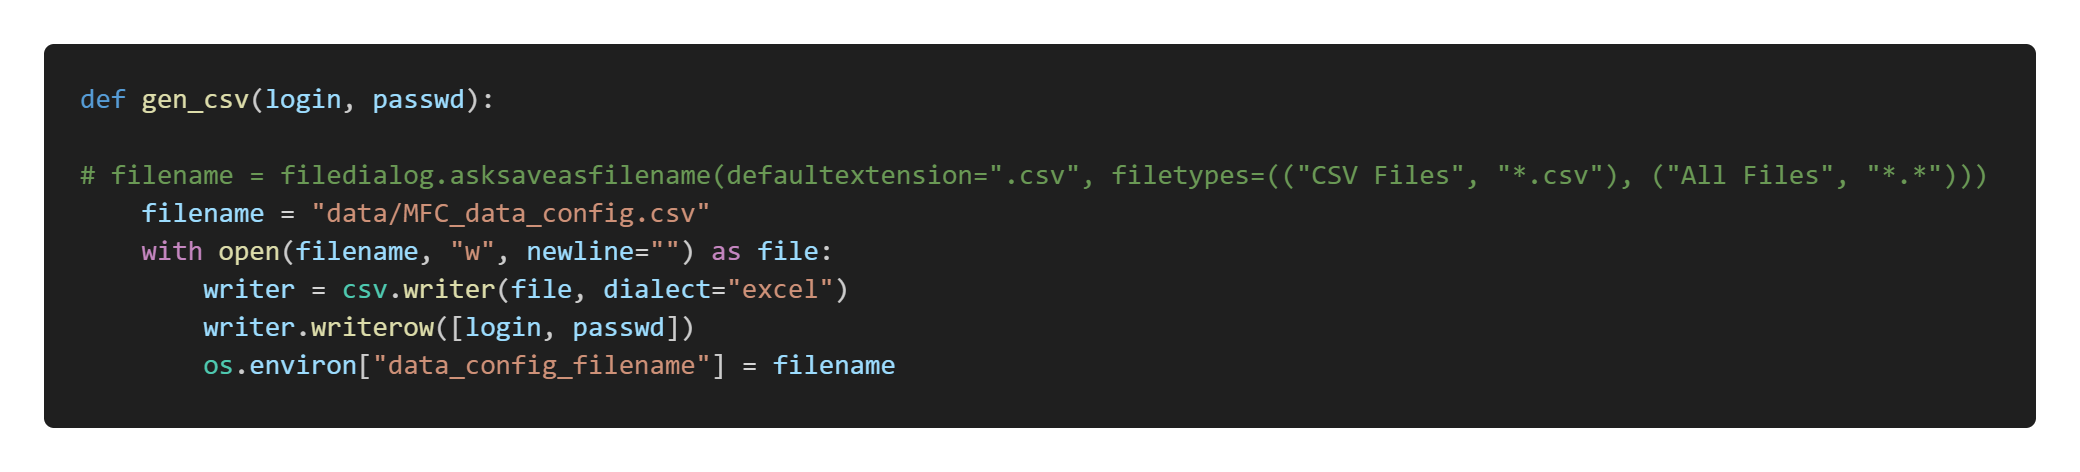 def gen_csv(login, passwd):
# filename = filedialog.asksaveasfilename(defaultextension=".csv", filetypes=(("CSV Files", "*.csv"), ("All Files", "*.*")))
    filename = "data/MFC_data_config.csv"
    with open(filename, "w", newline="") as file:
        writer = csv.writer(file, dialect="excel")
        writer.writerow([login, passwd])
        os.environ["data_config_filename"] = filename